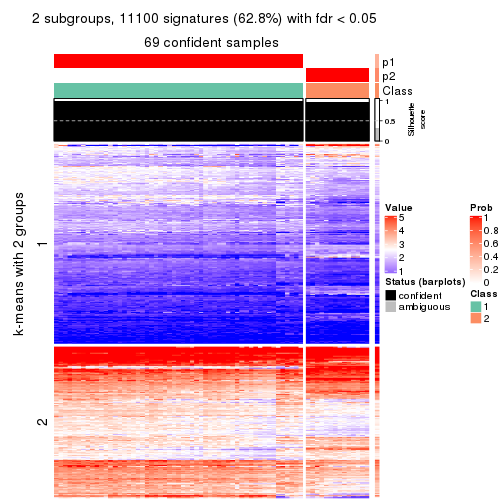 2 subgroups, 11100 signatures (62.8%) with fdr < 0.05
69 confident samples
p1
p2
Class
1
0.5
0
Silhouette
score
k-means with 2 groups
1
2
Value
5
4
3
2
1
Status (barplots)
confident
ambiguous
Prob
1
0.8
0.6
0.4
0.2
0
Class
1
2